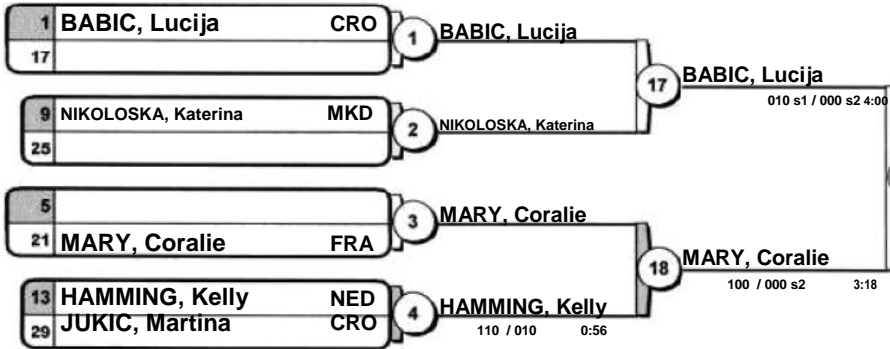 1 BABIC, Lucija CRO
17
1 BABIC, Lucija
17 BABIC, Lucija
010 s1 / 000 s2 4:00
9 NIKOLOSKA, Katerina MKD
25
2 NIKOLOSKA, Katerina
5
21 MARY, Coralie FRA
3 MARY, Coralie
18 MARY, Coralie
100 / 000 s2 3:18
13 HAMMING, Kelly NED
29 JUKIC, Martina CRO
4 HAMMING, Kelly
110 / 010 0:56